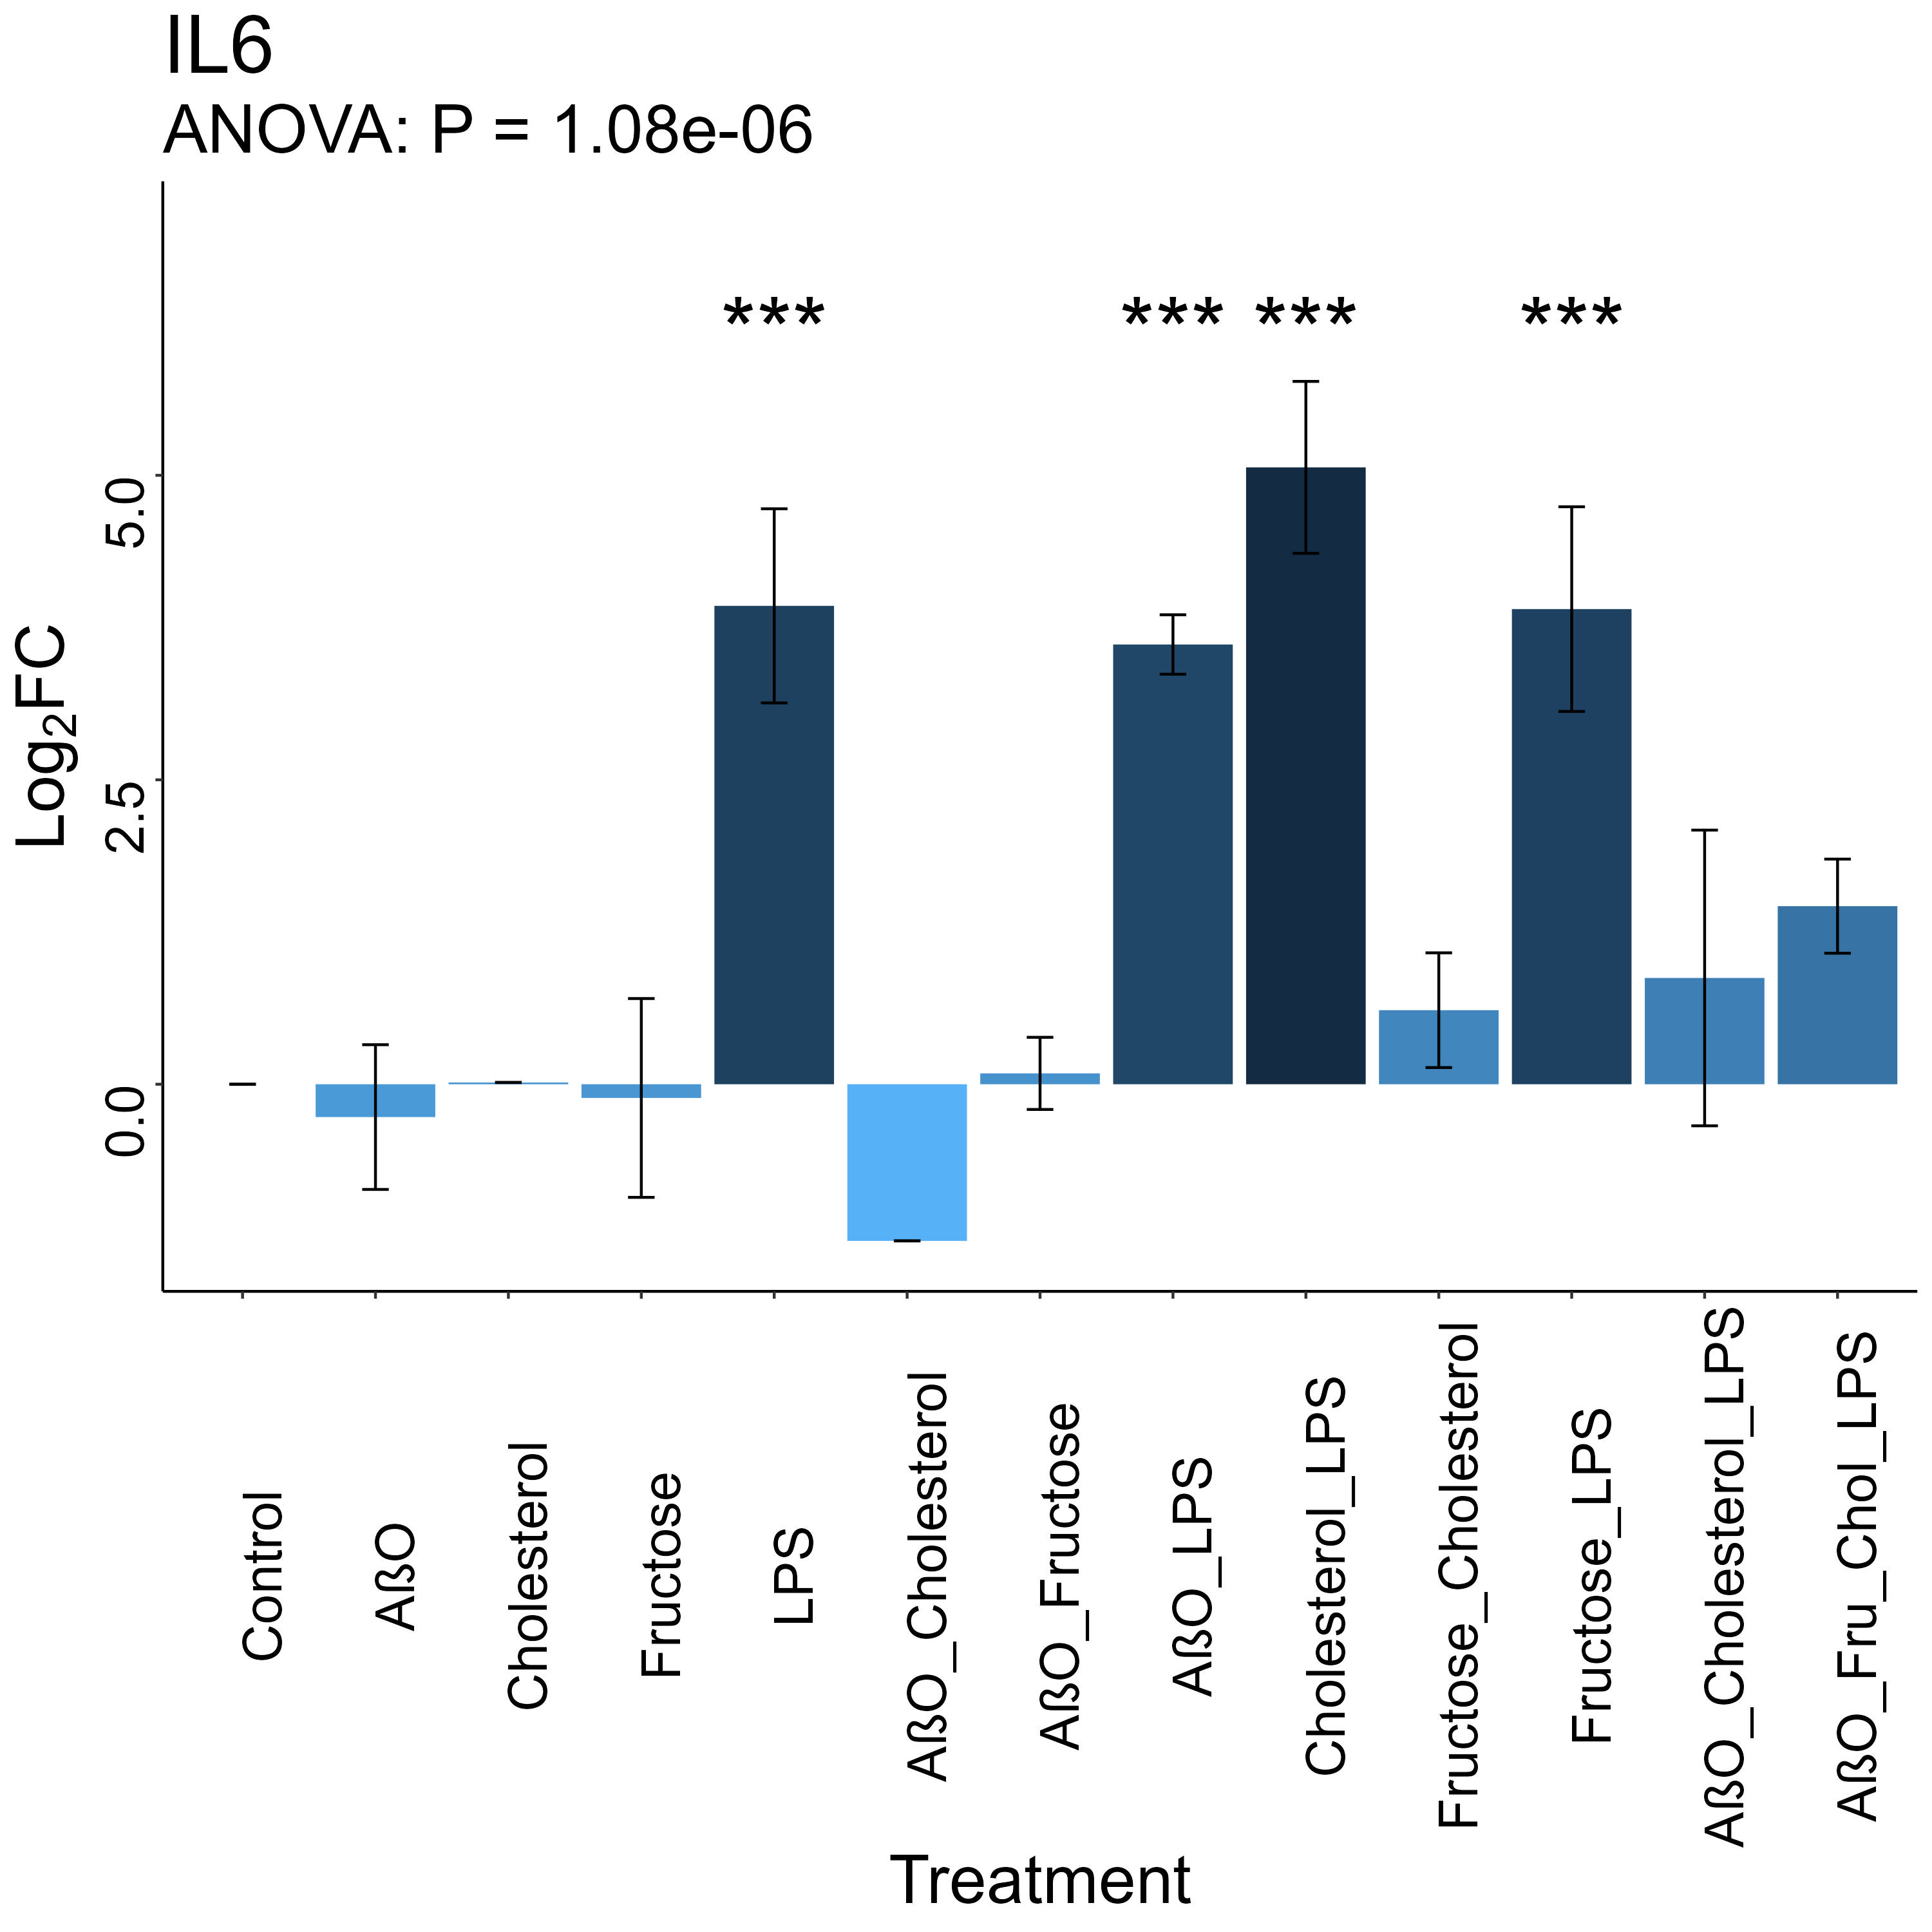 IL6
ANOVA: P = 1.08e-06
*** *** *** ***
Log₂FC
5.0
2.5
0.0
Control
AßO
Cholesterol
Fructose
LPS
AßO_Cholesterol
AßO_Fructose
AßO_LPS
Cholesterol_LPS
Fructose_Cholesterol
Fructose_LPS
AßO_Cholesterol_LPS
AßO_Fru_Chol_LPS
Treatment